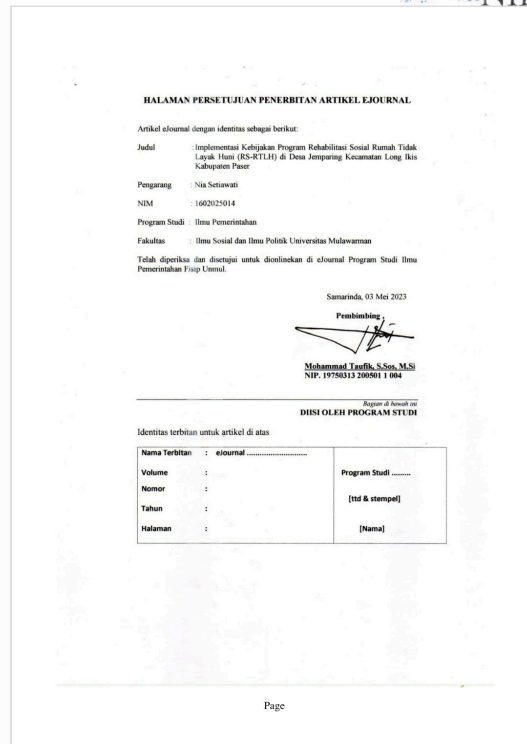 HALAMAN PERSETUJUAN PENERBITAN ARTIKEL EJOURNAL
Artikel eJournal dengan identitas sebagai berikut:
Judul : Implementasi Kebijakan Program Rehabilitasi Sosial Rumah Tidak
Layak Huni (RS-RTLH) di Desa Jemparing Kecamatan Long Ikis
Kabupaten Paser
Pengarang : Nia Setiawati
NIM : 1602025014
Program Studi : Ilmu Pemerintahan
Fakultas : Ilmu Sosial dan Ilmu Politik Universitas Mulawarman
Telah diperiksa dan disetujui untuk dionlinekan di eJournal Program Studi Ilmu
Pemerintahan Fisip Unmul.
Samarinda, 03 Mei 2023
Pembimbing,
Mohammad Taufik, S.Sos, M.Si
NIP. 19750313 200501 1 004
Bagian di bawah ini
DIISI OLEH PROGRAM STUDI
Identitas terbitan untuk artikel di atas
Nama Terbitan : eJournal ..............................
Volume :
Nomor :
Tahun :
Halaman :
Program Studi .........
[ttd & stempel]
[Nama]
Page